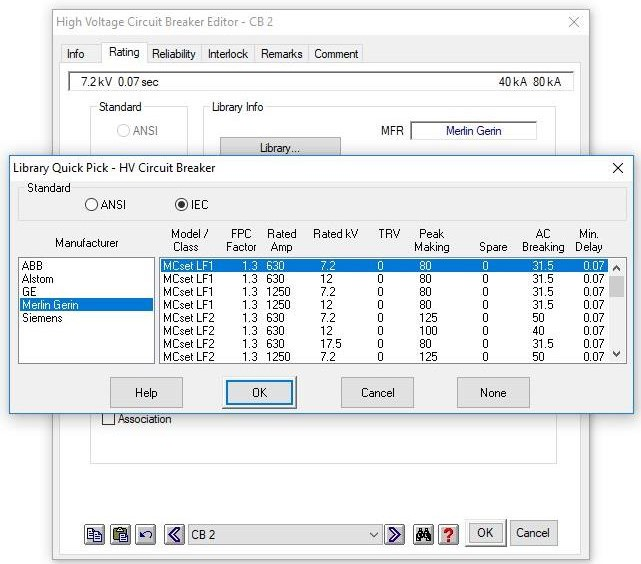 High Voltage Circuit Breaker Editor - CB 2
Info Rating Reliability Interlock Remarks Comment
7.2 kV 0.07 sec 40 kA 80 kA
Standard Library Info
ANSI MFR Merlin Gerin
Library...
Library Quick Pick - HV Circuit Breaker
Standard
ANSI IEC
Manufacturer Model / Class FPC Factor Rated Amp Rated kV TRV Peak Making Spare AC Breaking Min. Delay
ABB
Alstom
GE
Merlin Gerin
Siemens
MCset LF1 1.3 630 7.2 0 80 0 31.5 0.07
MCset LF1 1.3 630 12 0 80 0 31.5 0.07
MCset LF1 1.3 1250 7.2 0 80 0 31.5 0.07
MCset LF1 1.3 1250 12 0 80 0 31.5 0.07
MCset LF2 1.3 630 7.2 0 125 0 50 0.07
MCset LF2 1.3 630 12 0 100 0 40 0.07
MCset LF2 1.3 630 17.5 0 80 0 31.5 0.07
MCset LF2 1.3 1250 7.2 0 125 0 50 0.07
Help OK Cancel None
Association
CB 2 ? OK Cancel